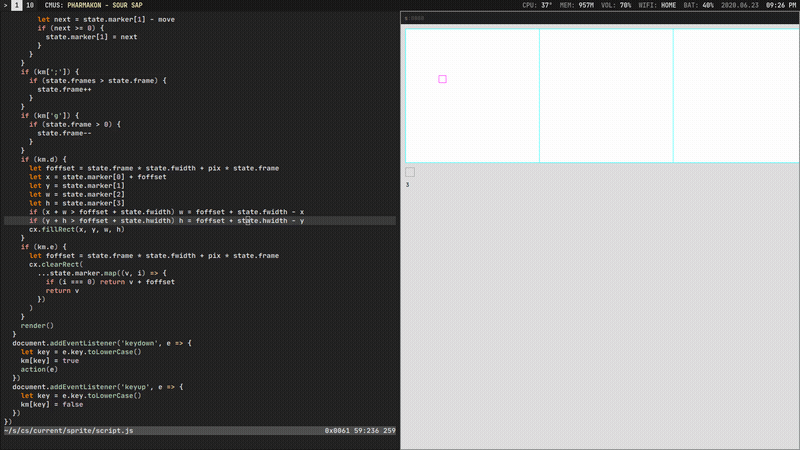 > 1 10 CMUS: PHARMAKON - SOUR SAP CPU: 37° MEM: 957M VOL: 70% WIFI: HOME BAT: 40% 2020.06.23 09:26 PM
let next = state.marker[1] - move
if (next >= 0) {
state.marker[1] = next
}
}
}
if (km[';']) {
if (state.frames > state.frame) {
state.frame++
}
}
if (km['g']) {
if (state.frame > 0) {
state.frame--
}
}
if (km.d) {
let foffset = state.frame * state.fwidth + pix * state.frame
let x = state.marker[0] + foffset
let y = state.marker[1]
let w = state.marker[2]
let h = state.marker[3]
if (x + w > foffset + state.fwidth) w = foffset + state.fwidth - x
if (y + h > foffset + state.hwidth) h = foffset + state.hwidth - y
cx.fillRect(x, y, w, h)
}
if (km.e) {
let foffset = state.frame * state.fwidth + pix * state.frame
cx.clearRect(
...state.marker.map((v, i) => {
if (i === 0) return v + foffset
return v
})
)
}
render()
}
document.addEventListener('keydown', e => {
let key = e.key.toLowerCase()
km[key] = true
action(e)
})
document.addEventListener('keyup', e => {
let key = e.key.toLowerCase()
km[key] = false
})
})
~/s/cs/current/sprite/script.js 0x0061 59:236 259
3